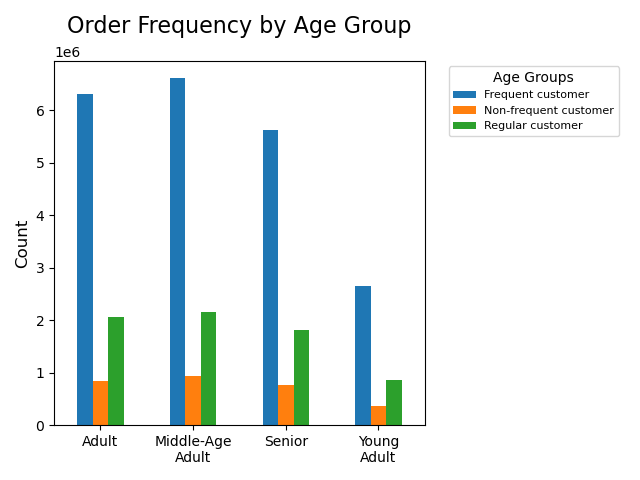 Order Frequency by Age Group
1e6
6
5
4
3
2
1
0
Count
Adult
Middle-Age
Adult
Senior
Young
Adult
Age Groups
Frequent customer
Non-frequent customer
Regular customer